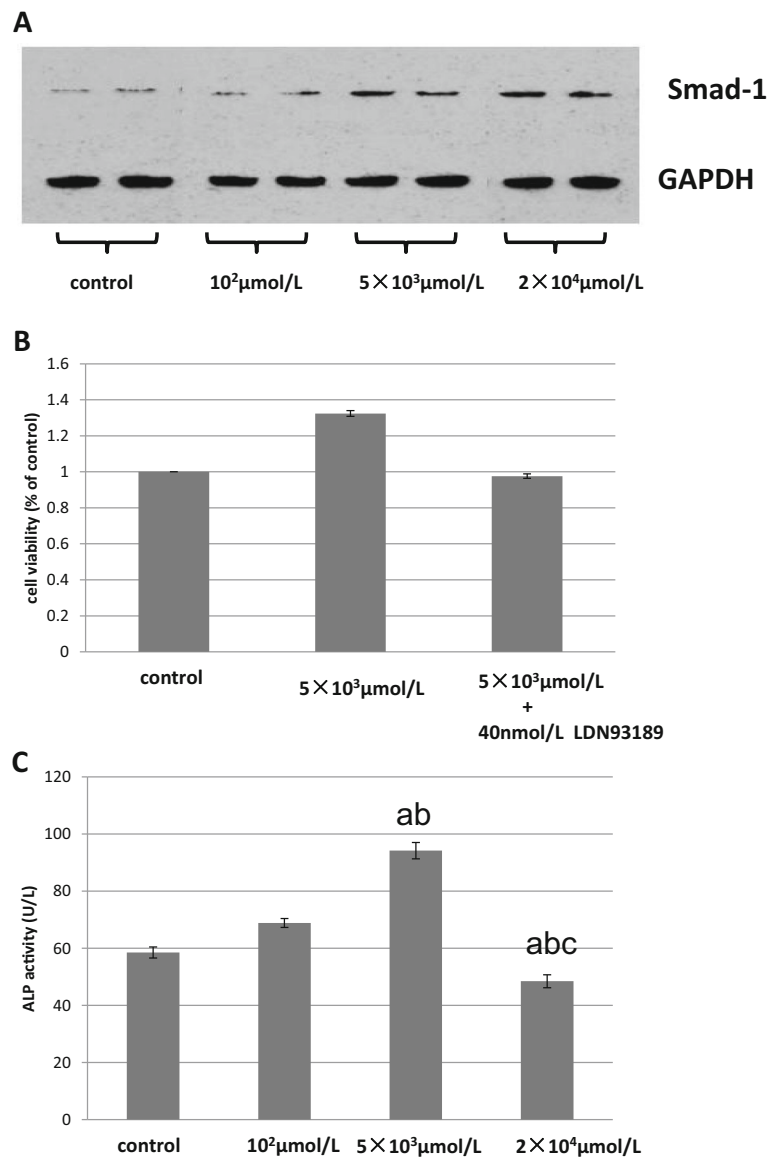 A
Smad-1
GAPDH
control 10²μmol/L 5×10³μmol/L 2×10⁴μmol/L
B
cell viability (% of control)
1.6
1.4
1.2
1
0.8
0.6
0.4
0.2
0
control 5×10³μmol/L 5×10³μmol/L
+
40nmol/L LDN93189
C
ALP activity (U/L)
120
100
80
60
40
20
0
ab
abc
control 10²μmol/L 5×10³μmol/L 2×10⁴μmol/L